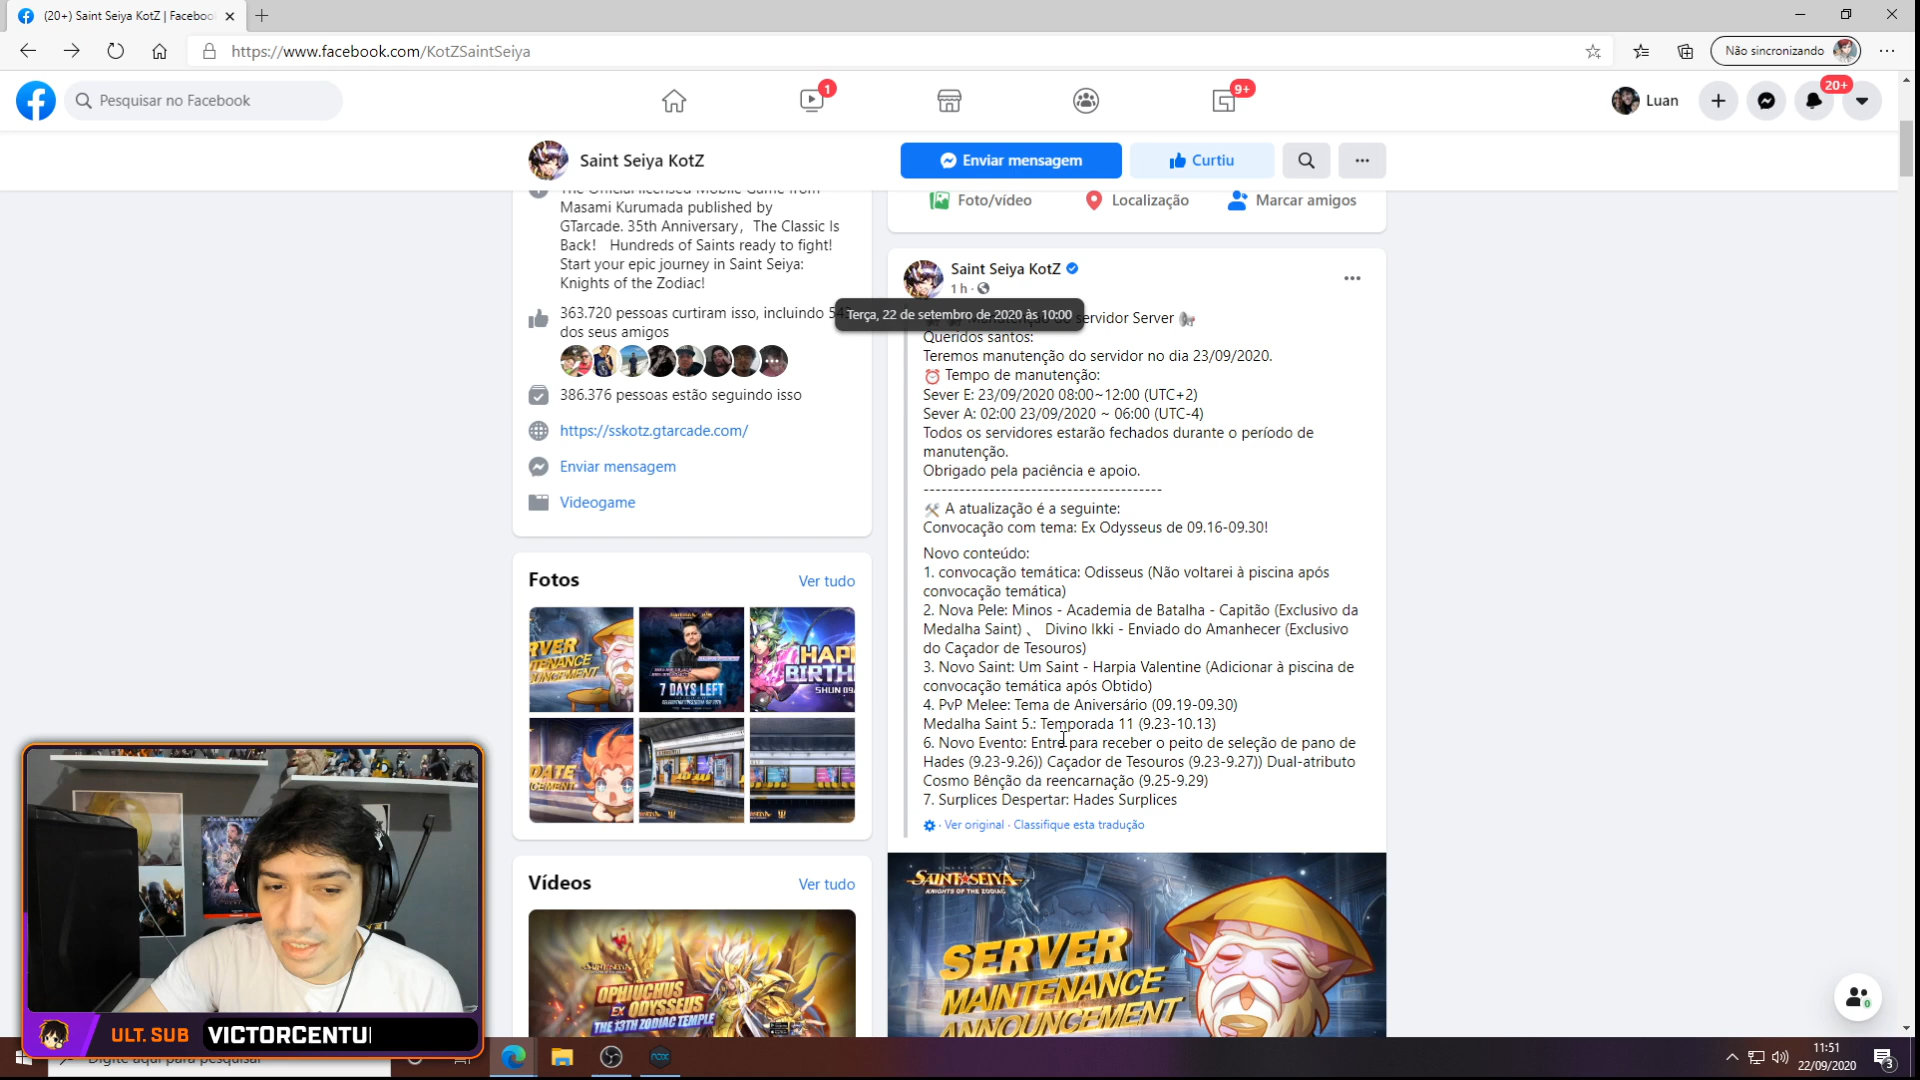 (20+) Saint Seiya KotZ | Facebook
https://www.facebook.com/KotZSaintSeiya
Não sincronizando
Pesquisar no Facebook
1
9+
Luan
20+
Saint Seiya KotZ
Enviar mensagem
Curtiu
The Official licensed Mobile Game from
Masami Kurumada published by
GTarcade. 35th Anniversary, The Classic Is
Back! Hundreds of Saints ready to fight!
Start your epic journey in Saint Seiya:
Knights of the Zodiac!
363.720 pessoas curtiram isso, incluindo
dos seus amigos
386.376 pessoas estão seguindo isso
https://sskotz.gtarcade.com/
Enviar mensagem
Videogame
Fotos
Ver tudo
7 DAYS LEFT
Vídeos
Ver tudo
OPHIUCHUS
EX ODYSSEUS
THE 13TH ZODIAC TEMPLE
Foto/vídeo
Localização
Marcar amigos
Saint Seiya KotZ
1 h ·
Terça, 22 de setembro de 2020 às 10:00
servidor Server
Queridos santos:
Teremos manutenção do servidor no dia 23/09/2020.
Tempo de manutenção:
Sever E: 23/09/2020 08:00~12:00 (UTC+2)
Sever A: 02:00 23/09/2020 ~ 06:00 (UTC-4)
Todos os servidores estarão fechados durante o período de
manutenção.
Obrigado pela paciência e apoio.
----------------------------------------
A atualização é a seguinte:
Convocação com tema: Ex Odysseus de 09.16-09.30!
Novo conteúdo:
1. convocação temática: Odisseus (Não voltarei à piscina após
convocação temática)
2. Nova Pele: Minos - Academia de Batalha - Capitão (Exclusivo da
Medalha Saint) 、 Divino Ikki - Enviado do Amanhecer (Exclusivo
do Caçador de Tesouros)
3. Novo Saint: Um Saint - Harpia Valentine (Adicionar à piscina de
convocação temática após Obtido)
4. PvP Melee: Tema de Aniversário (09.19-09.30)
Medalha Saint 5.: Temporada 11 (9.23-10.13)
6. Novo Evento: Entre para receber o peito de seleção de pano de
Hades (9.23-9.26)) Caçador de Tesouros (9.23-9.27)) Dual-atributo
Cosmo Bênção da reencarnação (9.25-9.29)
7. Surplices Despertar: Hades Surplices
· Ver original · Classifique esta tradução
SAINT SEIYA
KNIGHTS OF THE ZODIAC
SERVER
MAINTENANCE
ANNOUNCEMENT
0
ULT. SUB
VICTORCENTU
Digite aqui para pesquisar
nox
11:51
22/09/2020
3